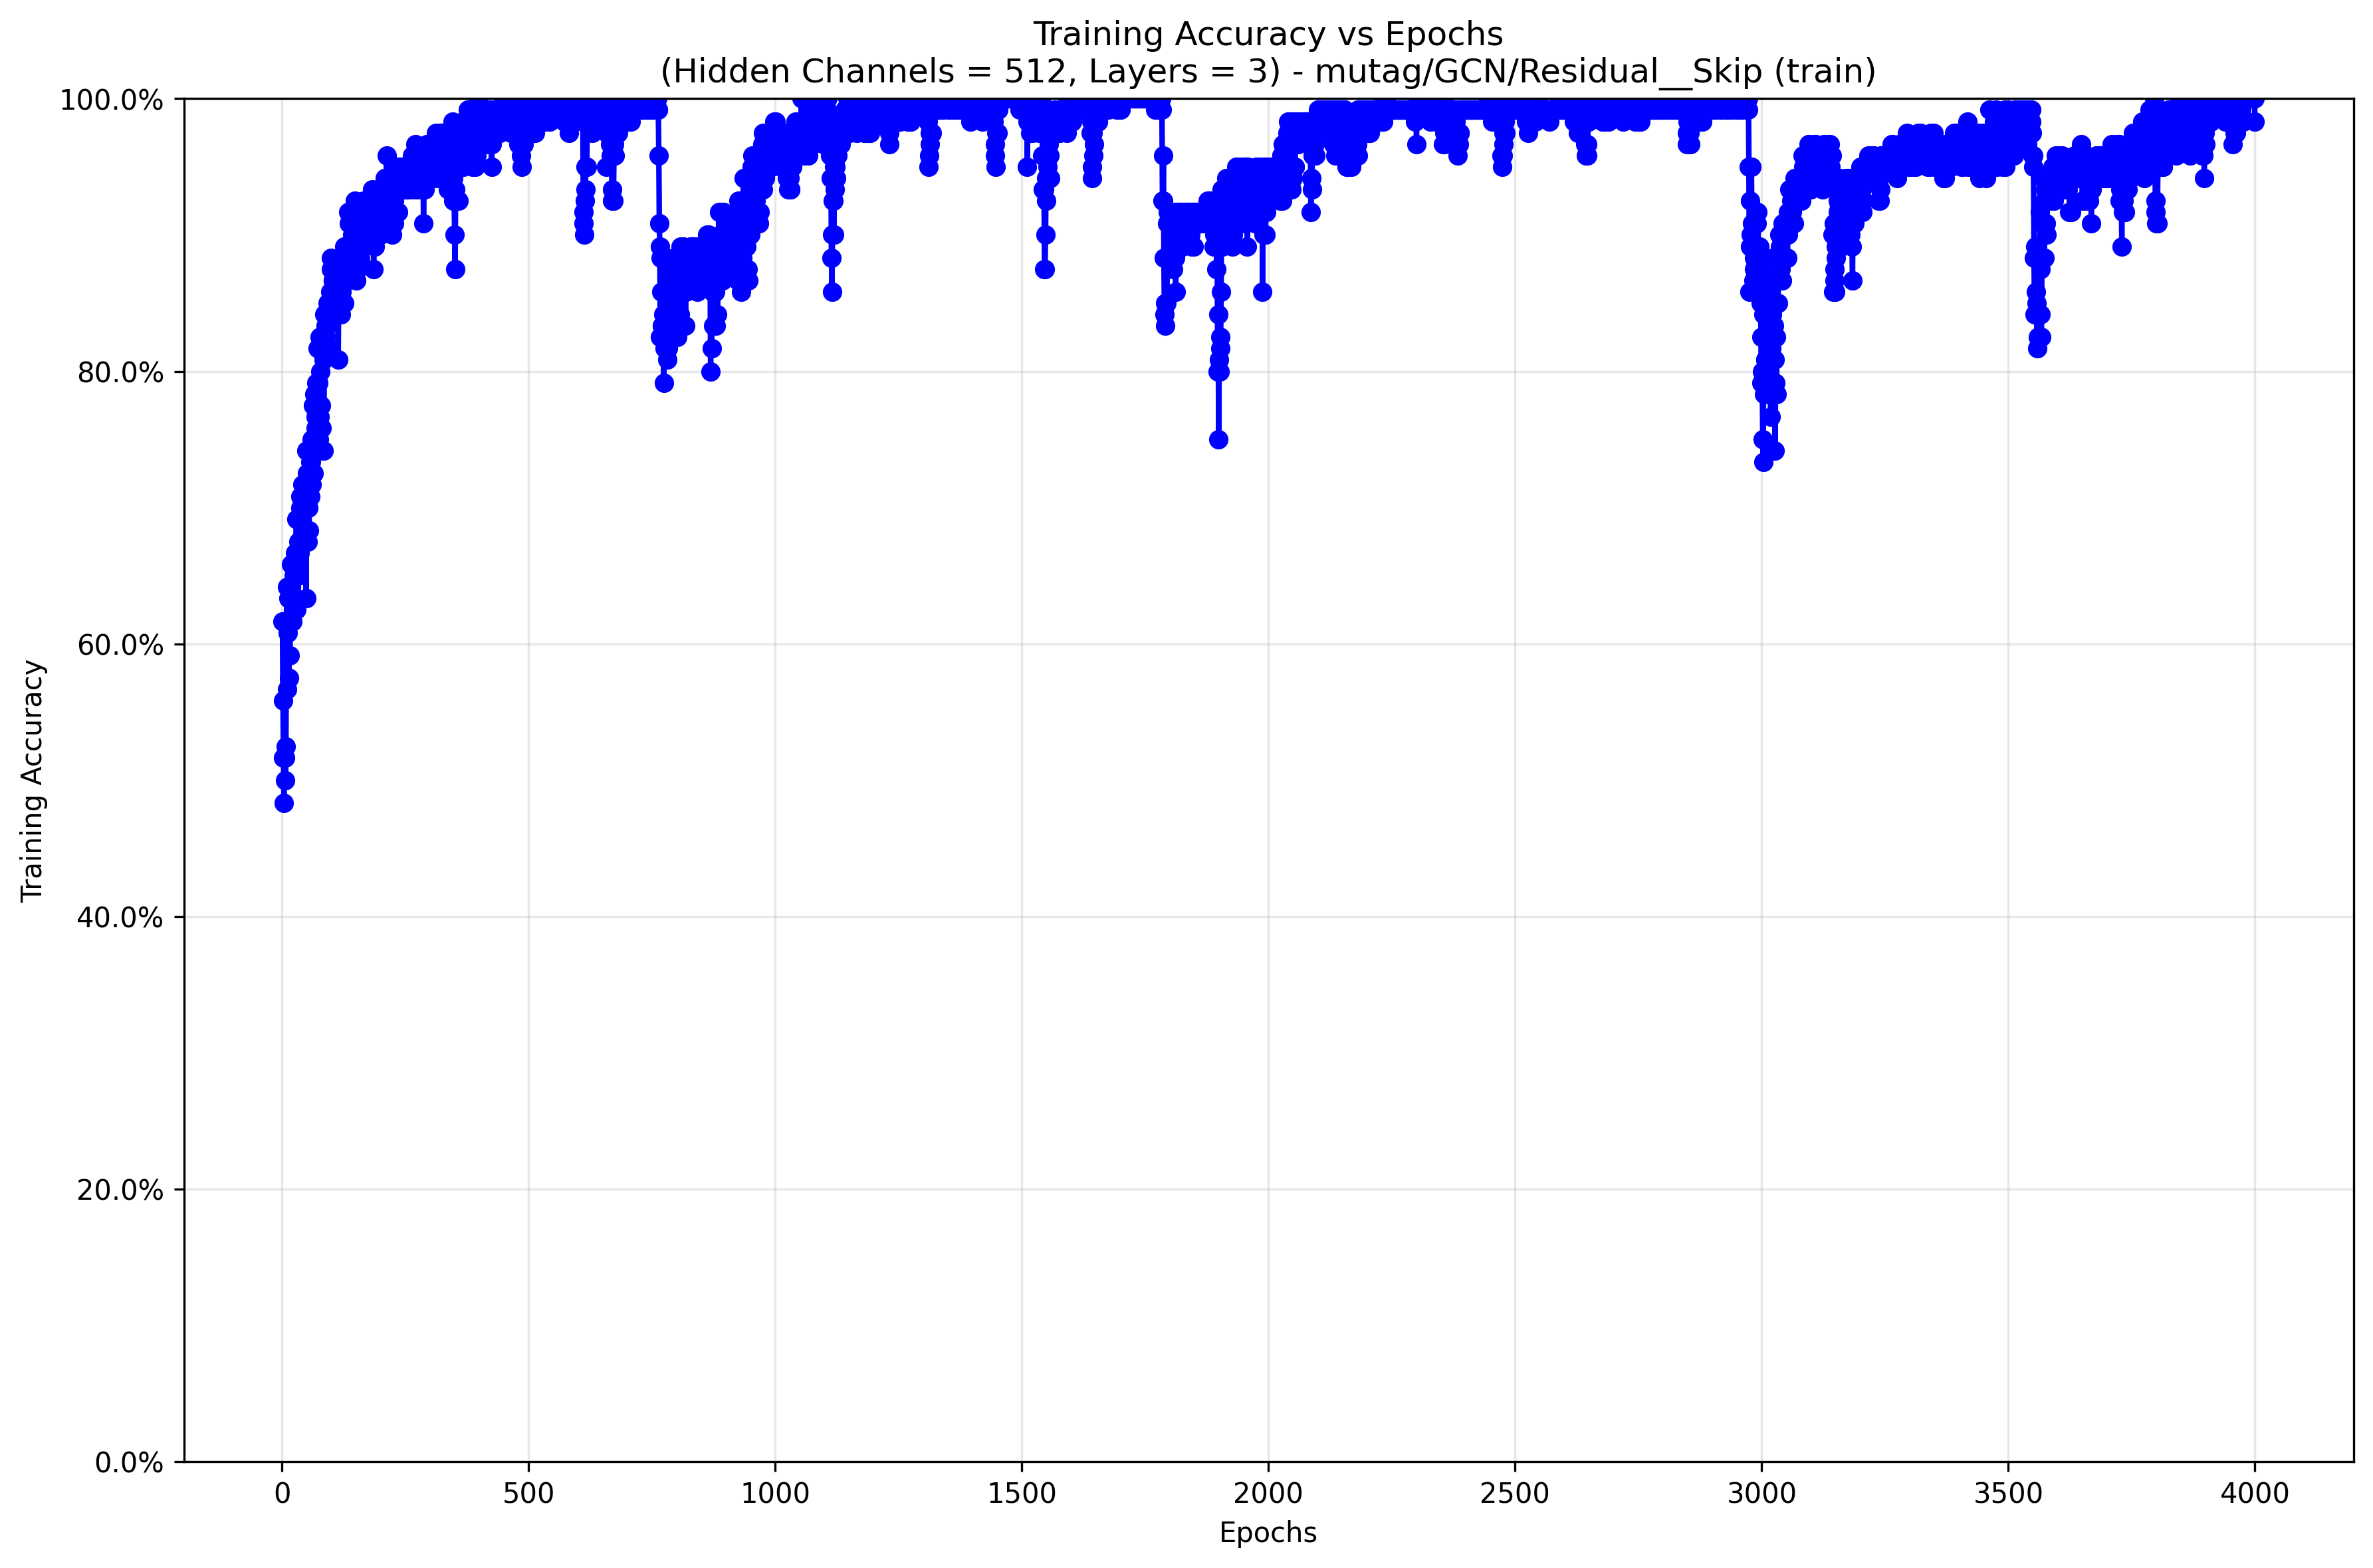 Training Accuracy vs Epochs
(Hidden Channels = 512, Layers = 3) - mutag/GCN/Residual__Skip (train)
100.0%
80.0%
60.0%
40.0%
20.0%
0.0%
Training Accuracy
0 500 1000 1500 2000 2500 3000 3500 4000
Epochs